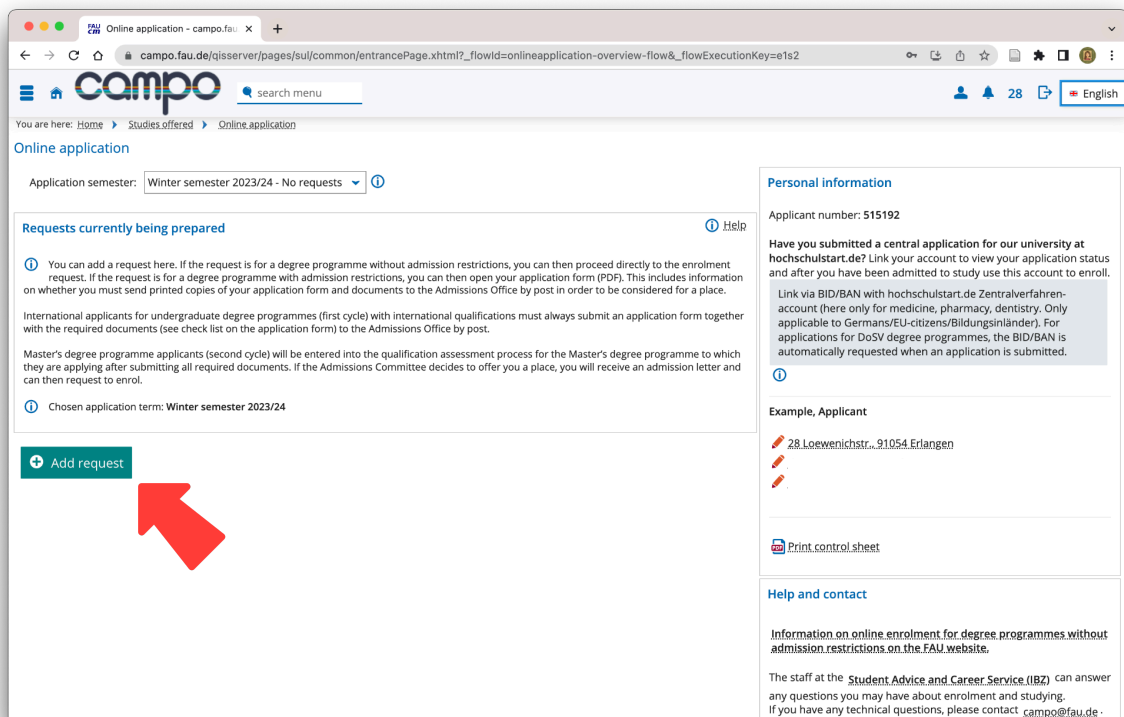 FAU cm Online application - campo.fau
campo.fau.de/qisserver/pages/sul/common/entrancePage.xhtml?_flowId=onlineapplication-overview-flow&_flowExecutionKey=e1s2
campo
search menu
28
English
You are here: Home Studies offered Online application
Online application
Application semester: Winter semester 2023/24 - No requests
Requests currently being prepared
Help
You can add a request here. If the request is for a degree programme without admission restrictions, you can then proceed directly to the enrolment
request. If the request is for a degree programme with admission restrictions, you can then open your application form (PDF). This includes information
on whether you must send printed copies of your application form and documents to the Admissions Office by post in order to be considered for a place.
International applicants for undergraduate degree programmes (first cycle) with international qualifications must always submit an application form together
with the required documents (see check list on the application form) to the Admissions Office by post.
Master's degree programme applicants (second cycle) will be entered into the qualification assessment process for the Master's degree programme to which
they are applying after submitting all required documents. If the Admissions Committee decides to offer you a place, you will receive an admission letter and
can then request to enrol.
Chosen application term: Winter semester 2023/24
Add request
Personal information
Applicant number: 515192
Have you submitted a central application for our university at
hochschulstart.de? Link your account to view your application status
and after you have been admitted to study use this account to enroll.
Link via BID/BAN with hochschulstart.de Zentralverfahren-
account (here only for medicine, pharmacy, dentistry. Only
applicable to Germans/EU-citizens/Bildungsinländer). For
applications for DoSV degree programmes, the BID/BAN is
automatically requested when an application is submitted.
Example, Applicant
28 Loewenichstr., 91054 Erlangen
PDF Print control sheet
Help and contact
Information on online enrolment for degree programmes without
admission restrictions on the FAU website.
The staff at the Student Advice and Career Service (IBZ) can answer
any questions you may have about enrolment and studying.
If you have any technical questions, please contact campo@fau.de.